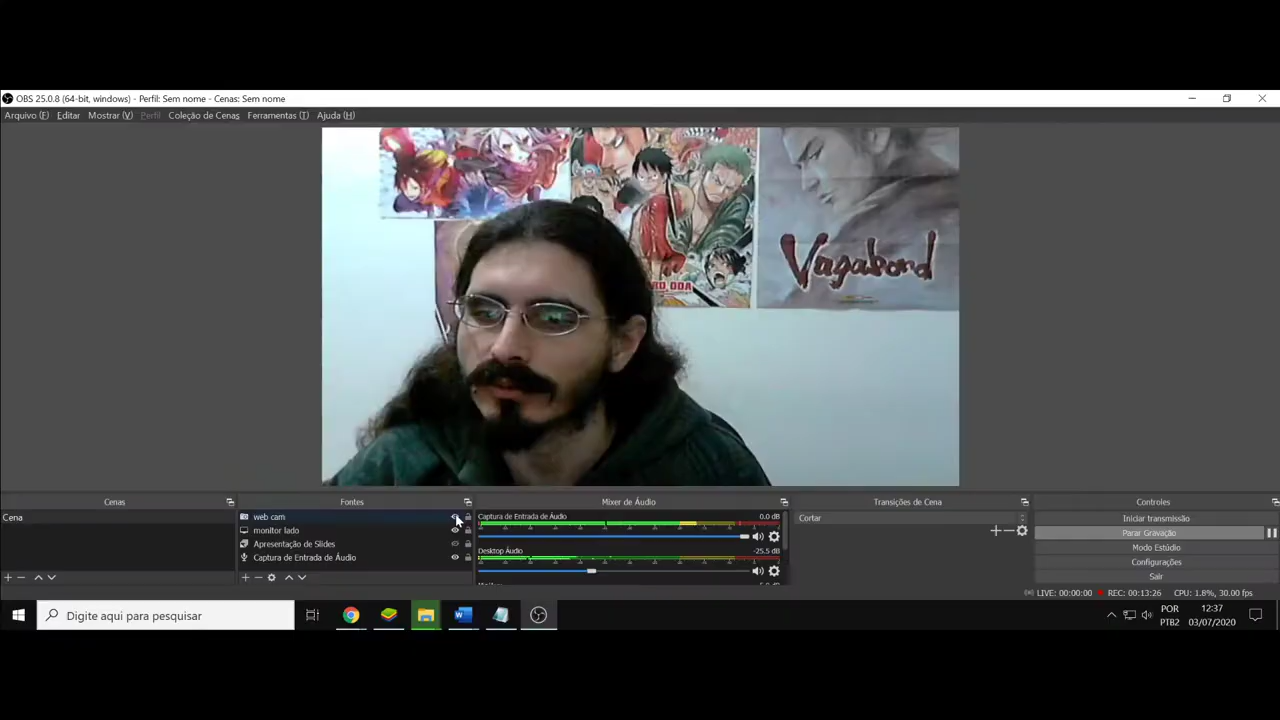 OBS 25.0.8 (64-bit, windows) - Perfil: Sem nome - Cenas: Sem nome
Arquivo (F) Editar Mostrar (V) Perfil Coleção de Cenas Ferramentas (T) Ajuda (H)
Vagabond
ODA
Cenas Fontes Mixer de Áudio Transições de Cena Controles
Cena
web cam
monitor lado
Apresentação de Slides
Captura de Entrada de Áudio
Captura de Entrada de Áudio 0.0 dB
Desktop Áudio -25.5 dB
Cortar
Iniciar transmissão
Parar Gravação
Modo Estúdio
Configurações
Sair
LIVE: 00:00:00 REC: 00:13:26 CPU: 1.8%, 30.00 fps
Digite aqui para pesquisar
POR
PTB2
12:37
03/07/2020